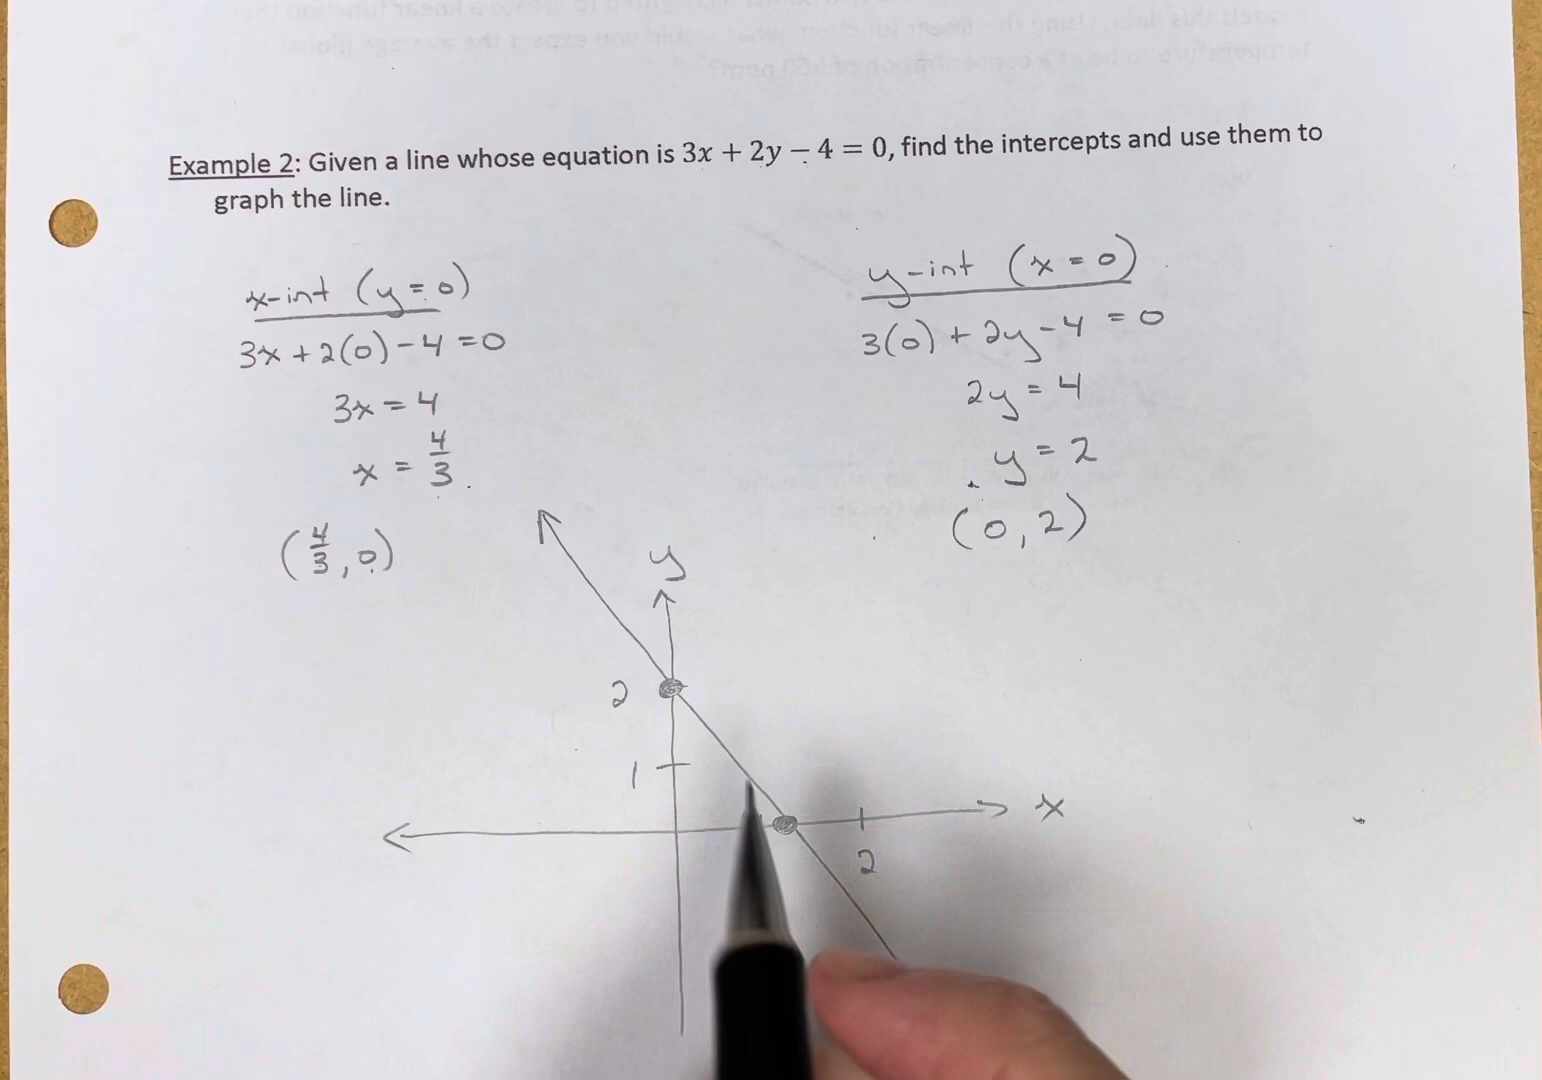 Example 2: Given a line whose equation is 3x + 2y − 4 = 0, find the intercepts and use them to
graph the line.
x-int (y = 0)
3x + 2(0) − 4 = 0
3x = 4
x = 4/3
(4/3, 0)
y-int (x = 0)
3(0) + 2y − 4 = 0
2y = 4
y = 2
(0, 2)
y
2
1
x
2